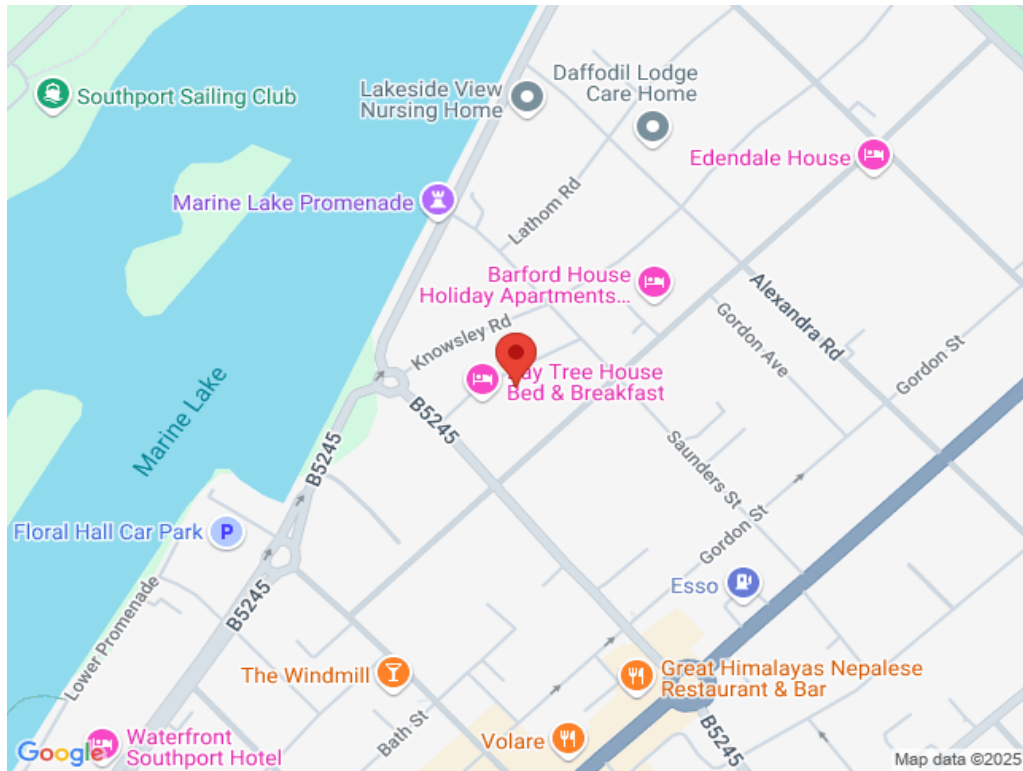 Southport Sailing Club
Lakeside View
Nursing Home
Daffodil Lodge
Care Home
Edendale House
Marine Lake Promenade
Lathom Rd
Barford House
Holiday Apartments...
Alexandra Rd
Gordon Ave
Gordon St
Knowsley Rd
Tree House
Bed & Breakfast
B5245
Marine Lake
B5245
Saunders St
Gordon St
Floral Hall Car Park
P
Esso
B5245
Lower Promenade
The Windmill
Great Himalayas Nepalese
Restaurant & Bar
Bath St
Volare
B5245
Waterfront
Southport Hotel
Google
Map data ©2025